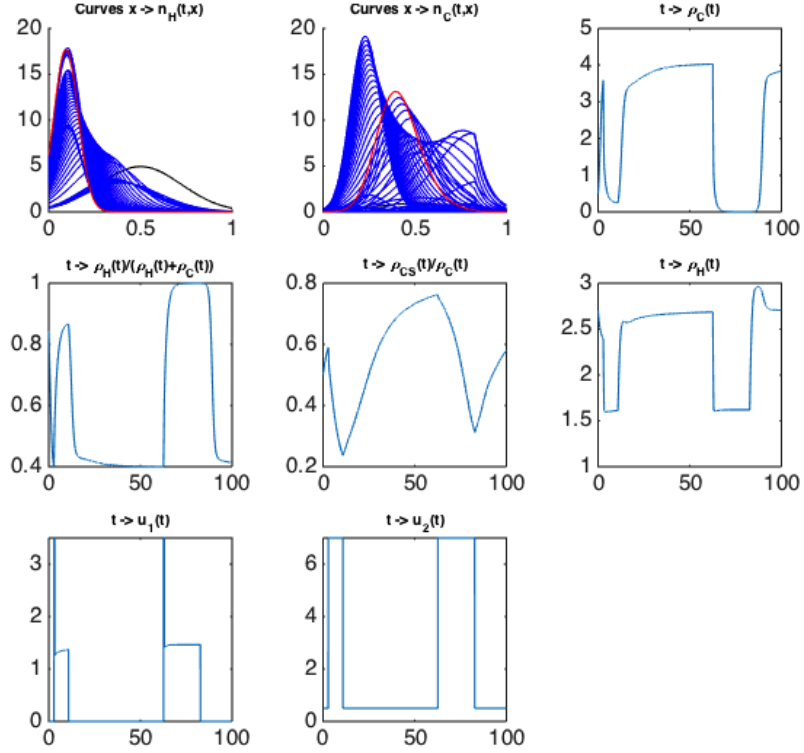 Curves x -> n_H(t,x)
Curves x -> n_C(t,x)
t -> ρ_C(t)
20
15
10
5
0
0 0.5 1
20
15
10
5
0
0 0.5 1
5
4
3
2
1
0
0 50 100
t -> ρ_H(t)/(ρ_H(t)+ρ_C(t))
t -> ρ_CS(t)/ρ_C(t)
t -> ρ_H(t)
1
0.8
0.6
0.4
0 50 100
0.8
0.6
0.4
0.2
0 50 100
3
2.5
2
1.5
1
0 50 100
t -> u_1(t)
t -> u_2(t)
3
2
1
0
0 50 100
6
4
2
0
0 50 100